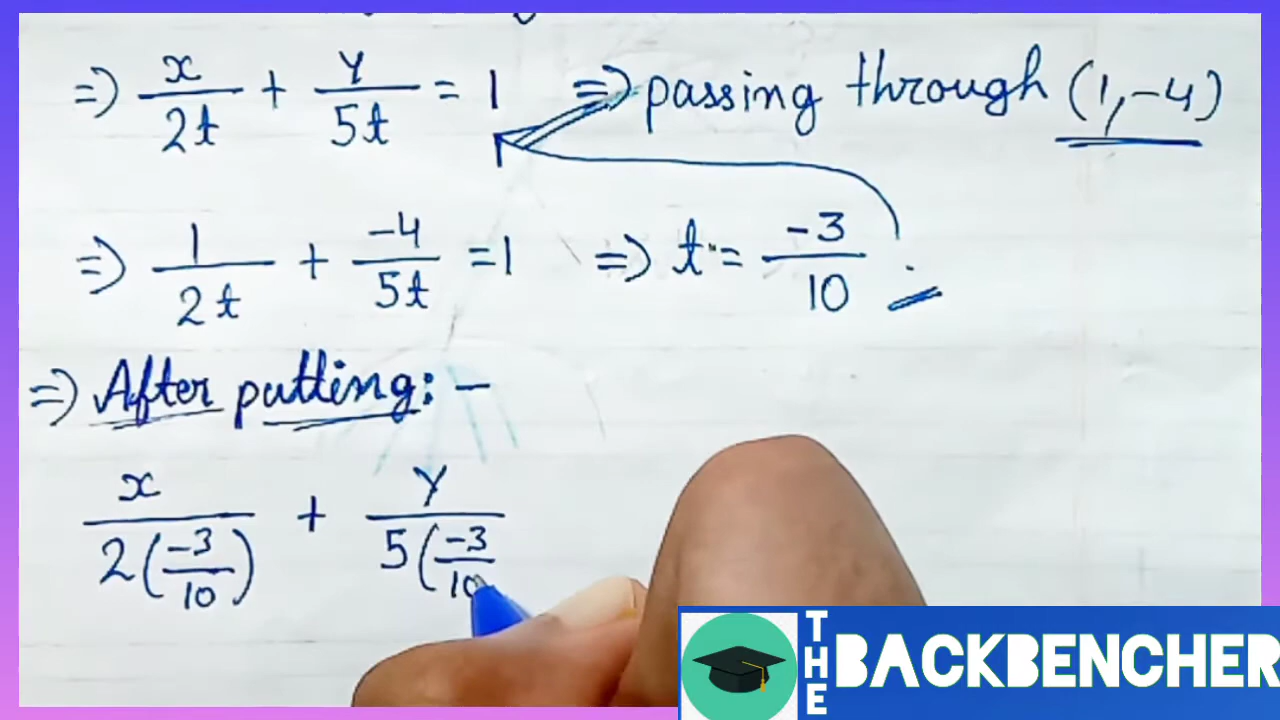 => x/2t + y/5t = 1 => passing through (1,-4)
=> 1/2t + -4/5t = 1 => t = -3/10
=> After putting: -
x/2(-3/10) + y/5(-3/10
THE BACKBENCHER